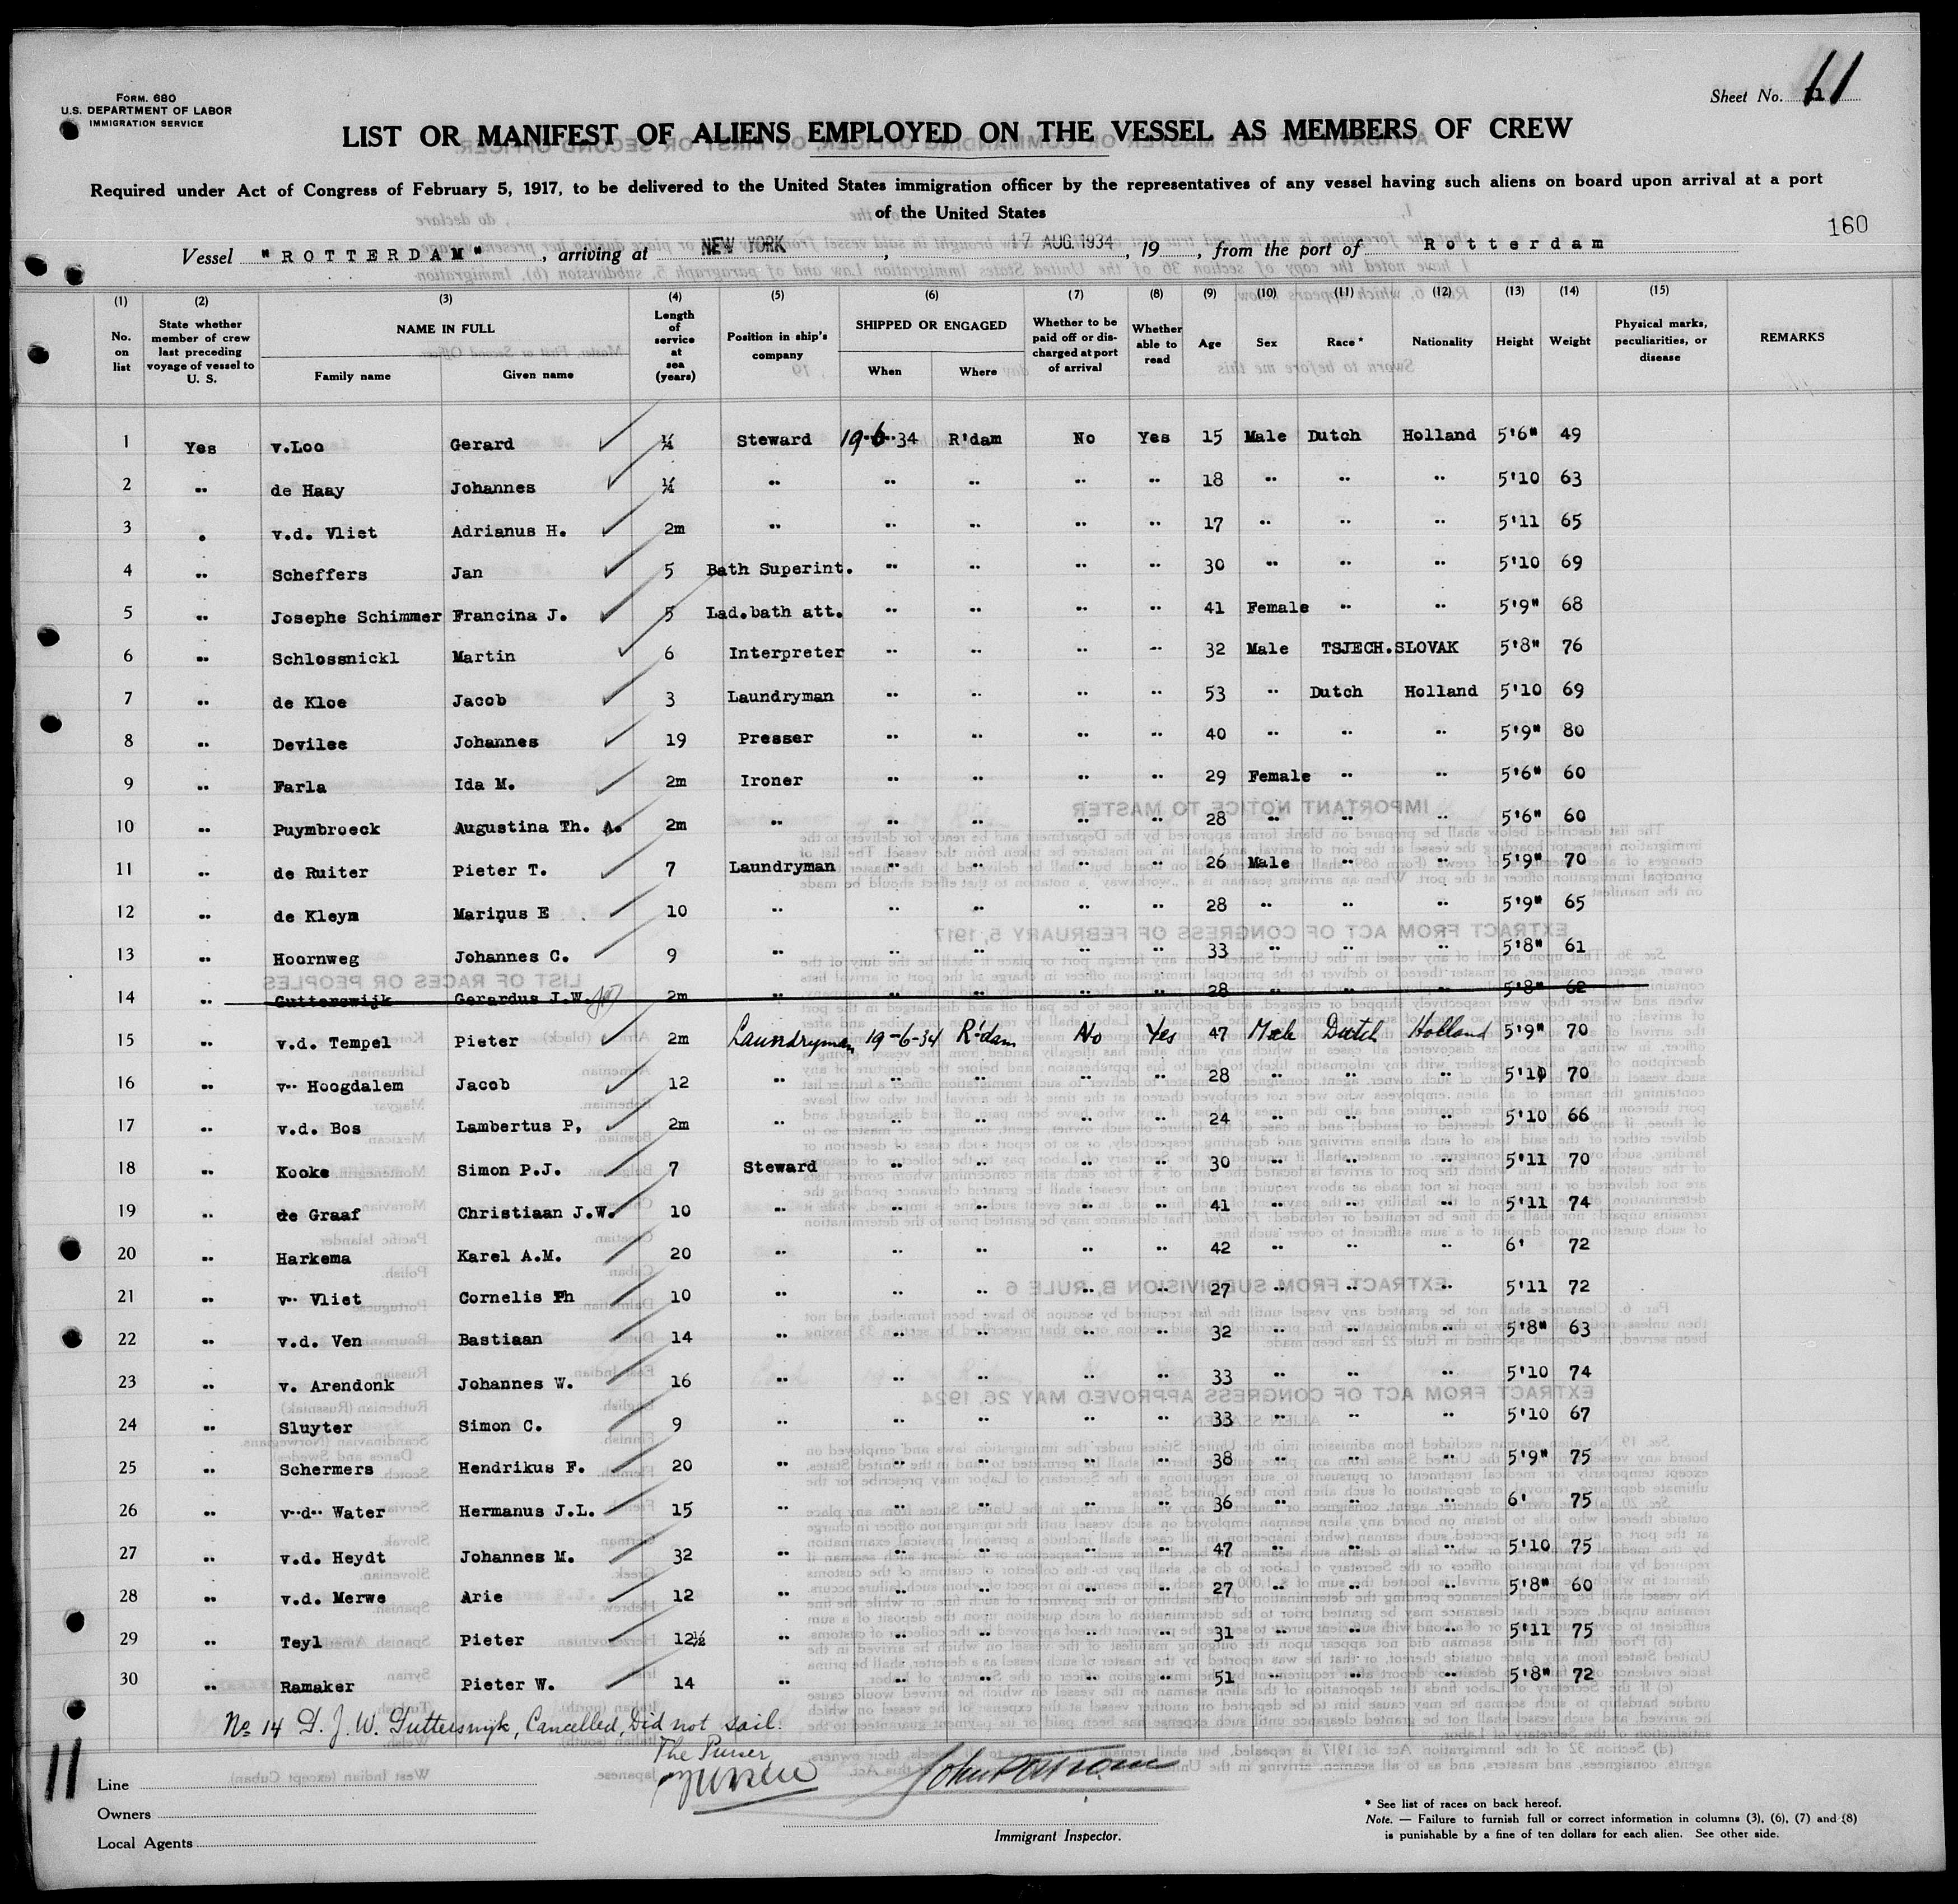 FORM. 680
U.S. DEPARTMENT OF LABOR
IMMIGRATION SERVICE
Sheet No. 11
LIST OR MANIFEST OF ALIENS EMPLOYED ON THE VESSEL AS MEMBERS OF CREW
Required under Act of Congress of February 5, 1917, to be delivered to the United States immigration officer by the representatives of any vessel having such aliens on board upon arrival at a port
of the United States
160
Vessel "ROTTERDAM", arriving at NEW YORK, 17 AUG. 1934, 19, from the port of Rotterdam
(1) (2) (3) (4) (5) (6) (7) (8) (9) (10) (11) (12) (13) (14) (15)
No. on list State whether member of crew last preceding voyage of vessel to U. S. NAME IN FULL Family name Given name Length of service at sea (years) Position in ship's company SHIPPED OR ENGAGED When Where Whether to be paid off or discharged at port of arrival Whether able to read Age Sex Race* Nationality Height Weight Physical marks, peculiarities, or disease REMARKS
1 Yes v.Loo Gerard ¼ Steward 19-6-34 R'dam No Yes 15 Male Dutch Holland 5'6" 49
2 " de Haay Johannes ¼ " " " " " 18 " " " 5'10 63
3 " v.d. Vliet Adrianus H. 2m " " " " " 17 " " " 5'11 65
4 " Scheffers Jan 5 Bath Superint. " " " " 30 " " " 5'10 69
5 " Josephe Schimmer Francina J. 5 Lad.bath att. " " " " 41 Female " " 5'9" 68
6 " Schlossnickl Martin 6 Interpreter " " " " 32 Male TSJECH.SLOVAK 5'8" 76
7 " de Kloe Jacob 3 Laundryman " " " " 53 " Dutch Holland 5'10 69
8 " Devilee Johannes 19 Presser " " " " 40 " " " 5'9" 80
9 " Farla Ida M. 2m Ironer " " " " 29 Female " " 5'6" 60
10 " Puymbroeck Augustina Th. A. 2m " " " " " 28 " " " 5'6" 60
11 " de Ruiter Pieter T. 7 Laundryman " " " " 26 Male " " 5'9" 70
12 " de Kleyn Marinus E 10 " " " " " 28 " " " 5'9" 65
13 " Hoornweg Johannes C. 9 " " " " " 33 " " " 5'8" 61
14 " Gutterswijk Gerardus J.W. 2m " " " " " 28 " " " 5'8" 62
15 " v.d. Tempel Pieter 2m Laundryman 19-6-34 R'dam No Yes 47 Male Dutch Holland 5'9" 70
16 " v" Hoogdalem Jacob 12 " " " " " 28 " " " 5'10 70
17 " v.d. Bos Lambertus P, 2m " " " " " 24 " " " 5'10 66
18 " Kooke Simon P.J. 7 Steward " " " " 30 " " " 5'11 70
19 " de Graaf Christiaan J.W. 10 " " " " " 41 " " " 5'11 74
20 " Harkema Karel A.M. 20 " " " " " 42 " " " 6' 72
21 " v" Vliet Cornelis Ph 10 " " " " " 27 " " " 5'11 72
22 " v.d. Ven Bastiaan 14 " " " " " 32 " " " 5'8" 63
23 " v. Arendonk Johannes W. 16 " " " " " 33 " " " 5'10 74
24 " Sluyter Simon C. 9 " " " " " 33 " " " 5'10 67
25 " Schermers Hendrikus F. 20 " " " " " 38 " " " 5'9" 75
26 " v"d" Water Hermanus J.L. 15 " " " " " 36 " " " 6' 75
27 " v.d. Heydt Johannes M. 32 " " " " " 47 " " " 5'10 75
28 " v.d. Merwe Arie 12 " " " " " 27 " " " 5'8" 60
29 " Teyl Pieter 12½ " " " " " 31 " " " 5'11 75
30 " Ramaker Pieter W. 14 " " " " " 51 " " " 5'8" 72
No 14 G. J. W. Gutterswijk, Cancelled, Did not sail.
The Purser
11
Line
Owners
Local Agents
Immigrant Inspector.
* See list of races on back hereof.
Note. — Failure to furnish full or correct information in columns (3), (6), (7) and (8)
is punishable by a fine of ten dollars for each alien. See other side.